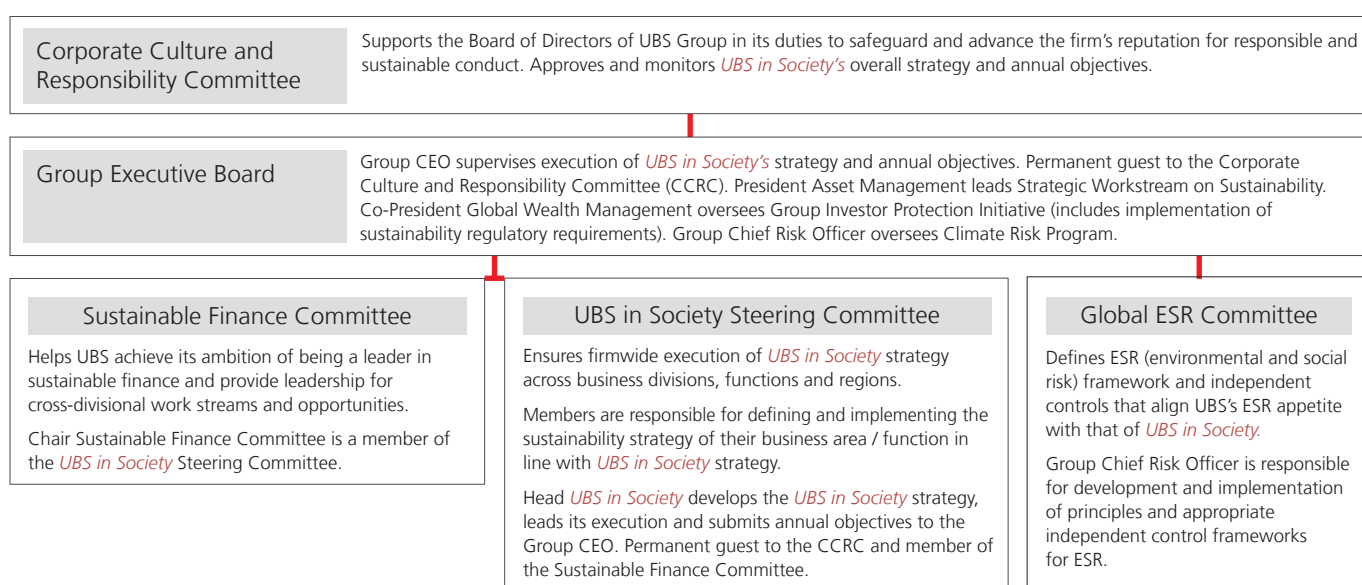 Corporate Culture and
Responsibility Committee
Supports the Board of Directors of UBS Group in its duties to safeguard and advance the firm's reputation for responsible and
sustainable conduct. Approves and monitors UBS in Society's overall strategy and annual objectives.
Group Executive Board
Group CEO supervises execution of UBS in Society's strategy and annual objectives. Permanent guest to the Corporate
Culture and Responsibility Committee (CCRC). President Asset Management leads Strategic Workstream on Sustainability.
Co-President Global Wealth Management oversees Group Investor Protection Initiative (includes implementation of
sustainability regulatory requirements). Group Chief Risk Officer oversees Climate Risk Program.
Sustainable Finance Committee
Helps UBS achieve its ambition of being a leader in
sustainable finance and provide leadership for
cross-divisional work streams and opportunities.
Chair Sustainable Finance Committee is a member of
the UBS in Society Steering Committee.
UBS in Society Steering Committee
Ensures firmwide execution of UBS in Society strategy
across business divisions, functions and regions.
Members are responsible for defining and implementing the
sustainability strategy of their business area / function in
line with UBS in Society strategy.
Head UBS in Society develops the UBS in Society strategy,
leads its execution and submits annual objectives to the
Group CEO. Permanent guest to the CCRC and member of
the Sustainable Finance Committee.
Global ESR Committee
Defines ESR (environmental and social
risk) framework and independent
controls that align UBS's ESR appetite
with that of UBS in Society.
Group Chief Risk Officer is responsible
for development and implementation
of principles and appropriate
independent control frameworks
for ESR.